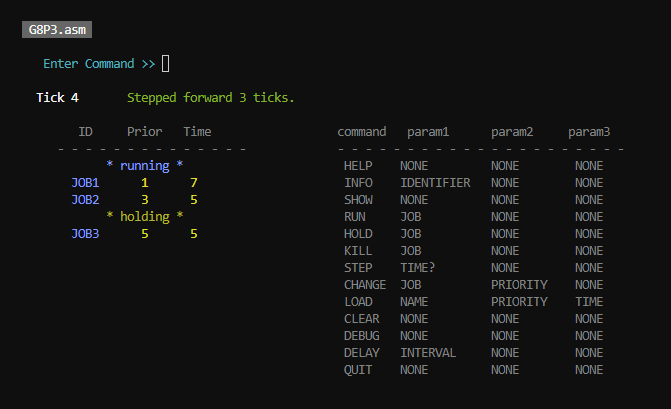 G8P3.asm
Enter Command >>
Tick 4 Stepped forward 3 ticks.
ID Prior Time
- - - - - - - - - - - - - -
* running *
JOB1 1 7
JOB2 3 5
* holding *
JOB3 5 5
command param1 param2 param3
- - - - - - - - - - - - - - - - - - - - -
HELP NONE NONE NONE
INFO IDENTIFIER NONE NONE
SHOW NONE NONE NONE
RUN JOB NONE NONE
HOLD JOB NONE NONE
KILL JOB NONE NONE
STEP TIME? NONE NONE
CHANGE JOB PRIORITY NONE
LOAD NAME PRIORITY TIME
CLEAR NONE NONE NONE
DEBUG NONE NONE NONE
DELAY INTERVAL NONE NONE
QUIT NONE NONE NONE